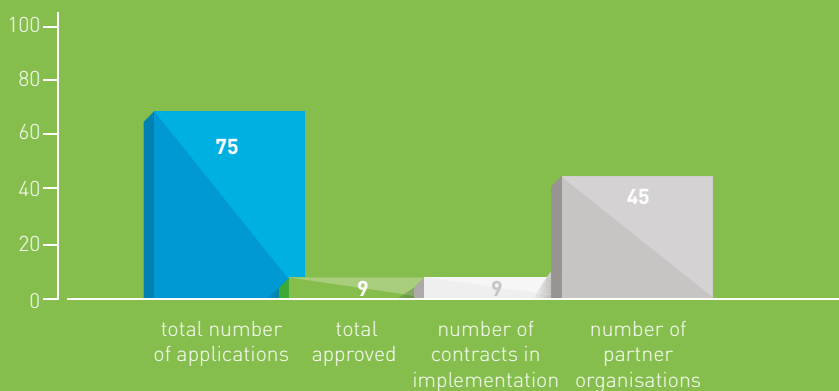 100
80
60
40
20
0
75
9
9
45
total number
of applications
total
approved
number of
contracts in
implementation
number of
partner
organisations